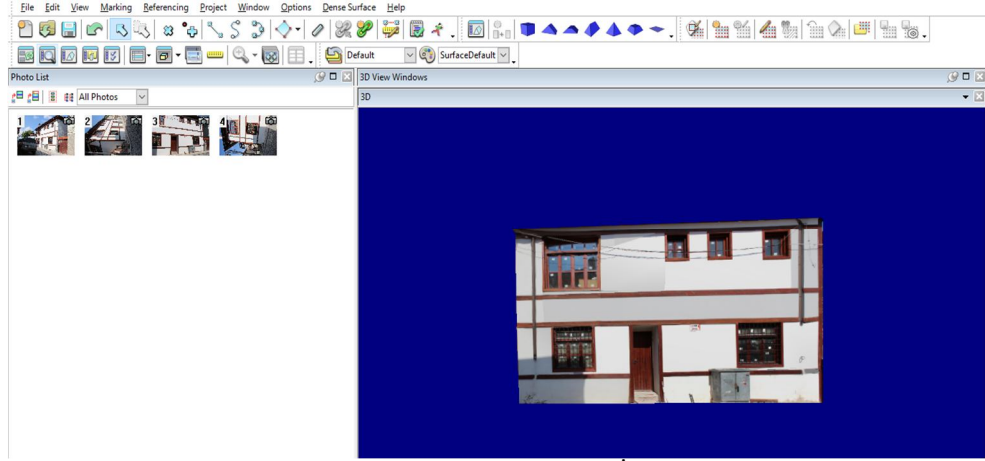 File Edit View Marking Referencing Project Window Options Dense Surface Help
Default SurfaceDefault
Photo List
3D View Windows
All Photos
3D
1 2 3 4